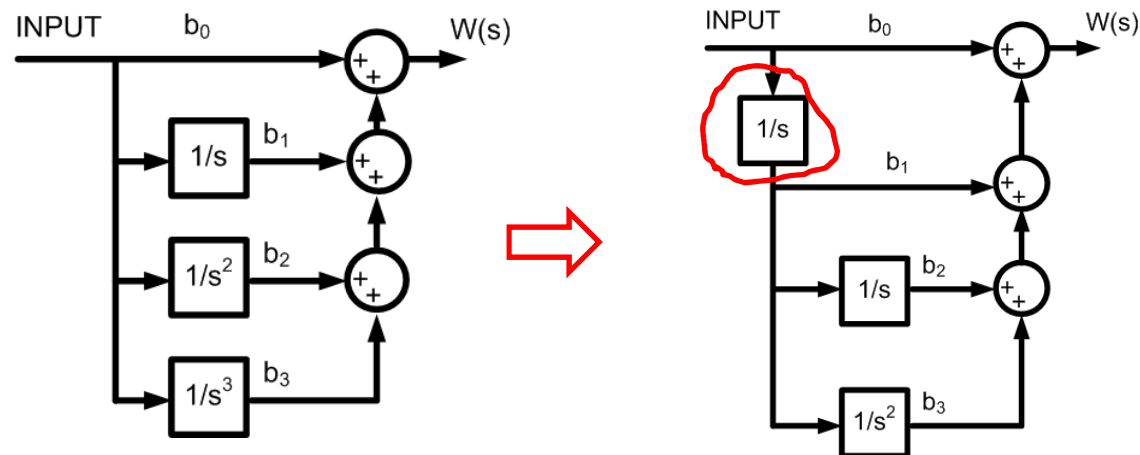 INPUT b₀ W(s)
+ +
1/s b₁ + +
1/s² b₂ + +
1/s³ b₃
INPUT b₀ W(s)
+ +
1/s
b₁ + +
1/s b₂ + +
1/s² b₃